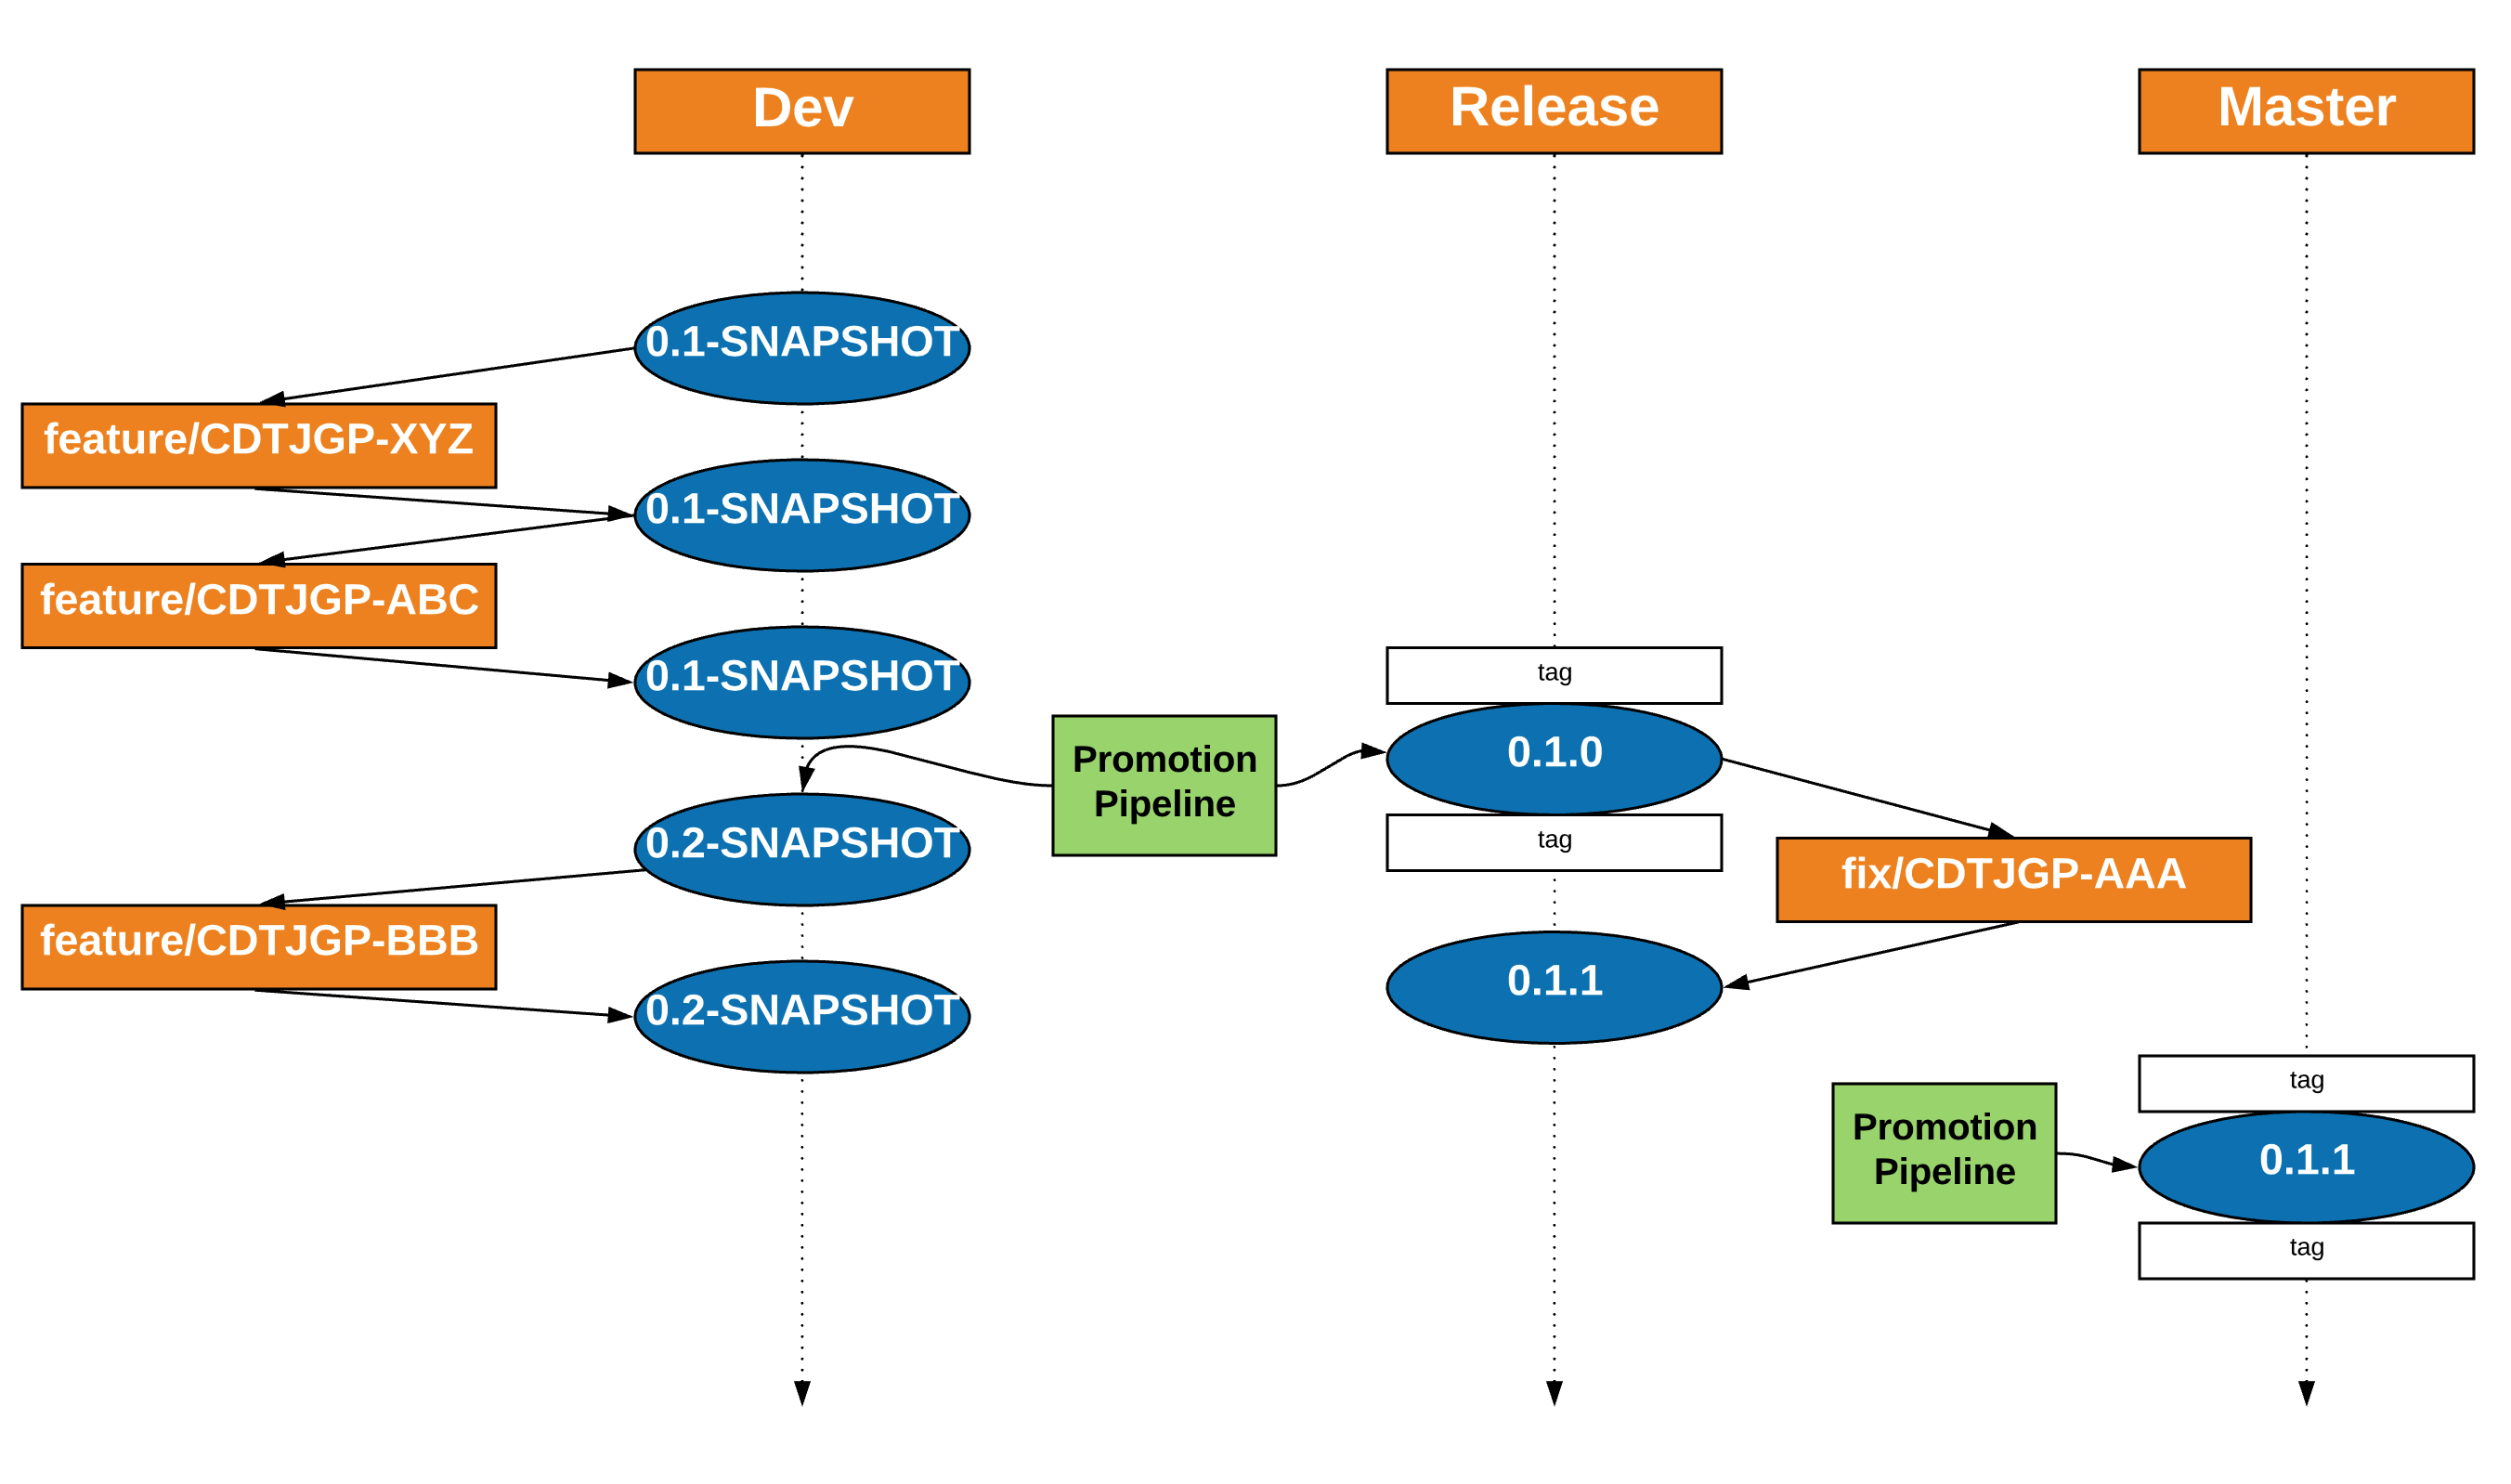 Dev
Release
Master
0.1-SNAPSHOT
feature/CDTJGP-XYZ
0.1-SNAPSHOT
feature/CDTJGP-ABC
0.1-SNAPSHOT
tag
Promotion
Pipeline
0.1.0
tag
0.2-SNAPSHOT
fix/CDTJGP-AAA
feature/CDTJGP-BBB
0.1.1
0.2-SNAPSHOT
tag
Promotion
Pipeline
0.1.1
tag